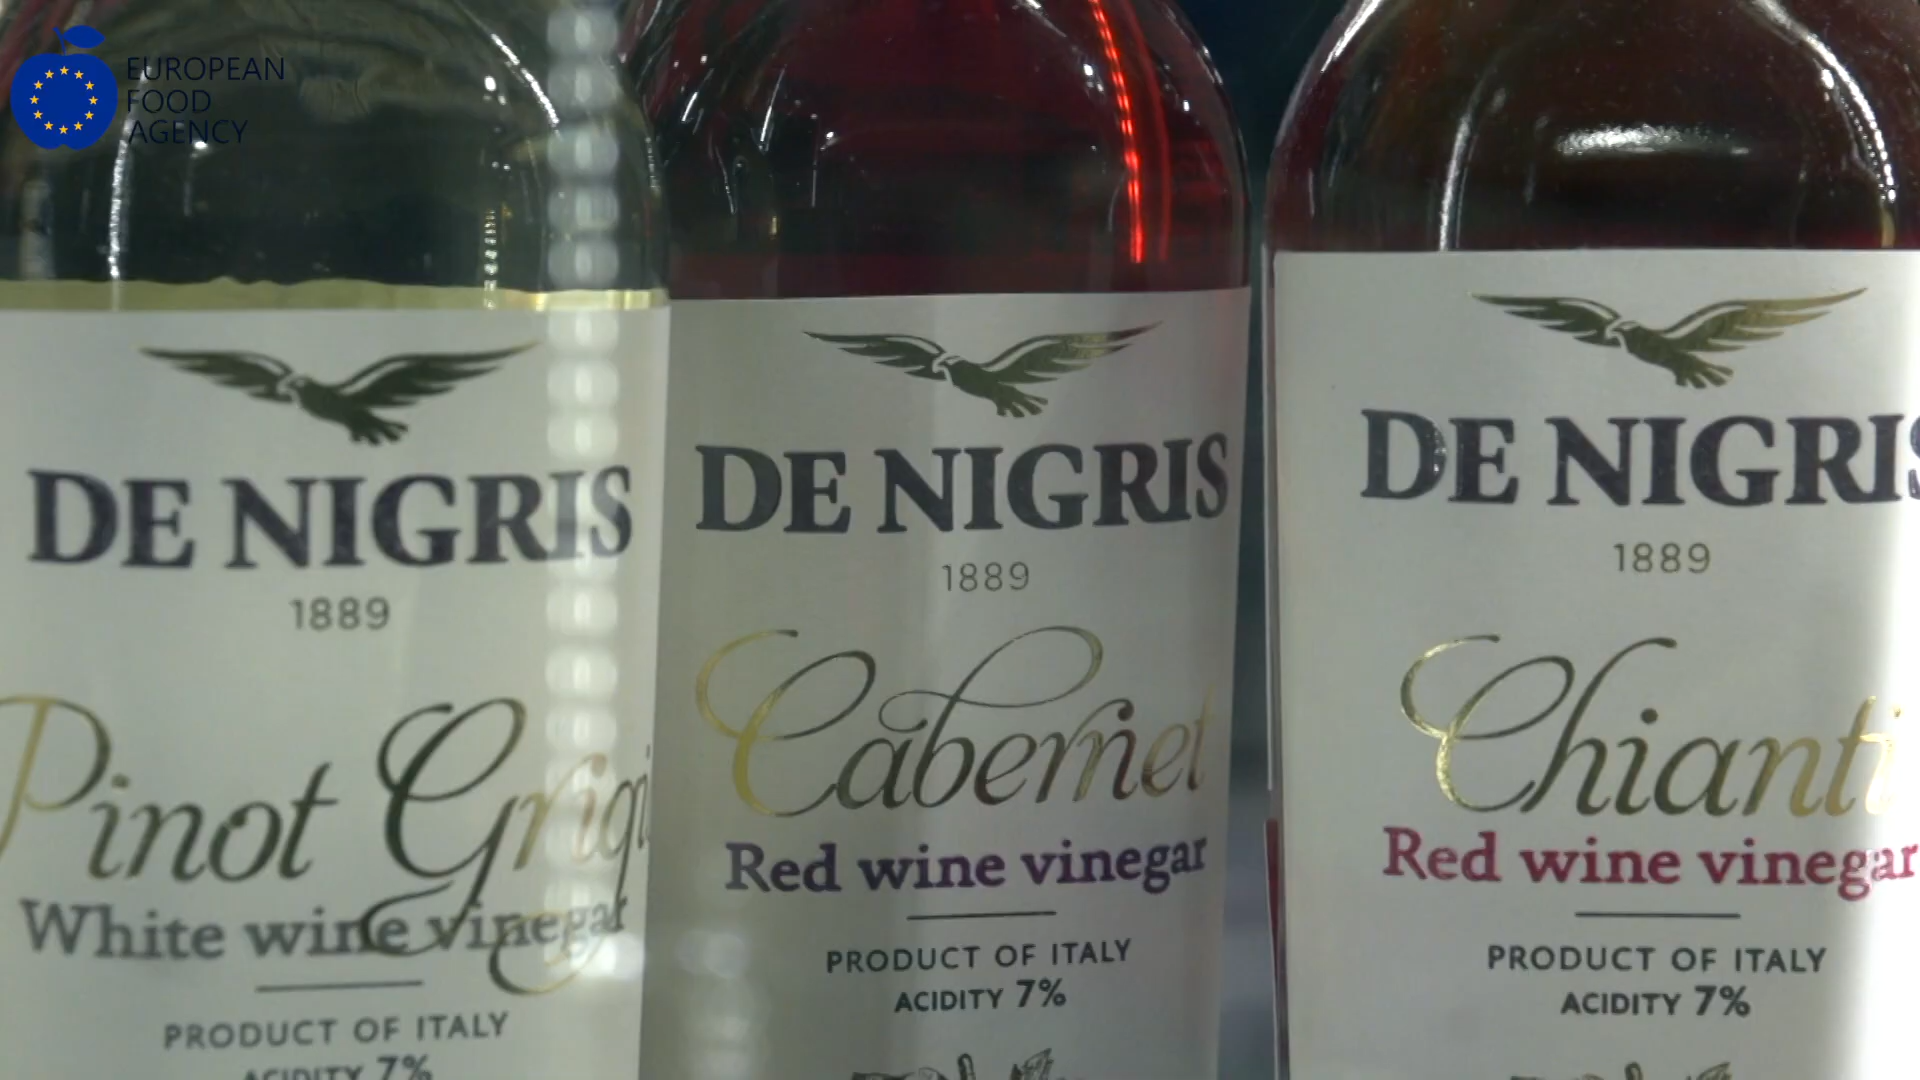 EUROPEAN
FOOD
AGENCY
DE NIGRIS
1889
Pinot Grigi
White wine vinegar
PRODUCT OF ITALY
ACIDITY 7%
DE NIGRIS
1889
Cabernet
Red wine vinegar
PRODUCT OF ITALY
ACIDITY 7%
DE NIGRIS
1889
Chianti
Red wine vinegar
PRODUCT OF ITALY
ACIDITY 7%